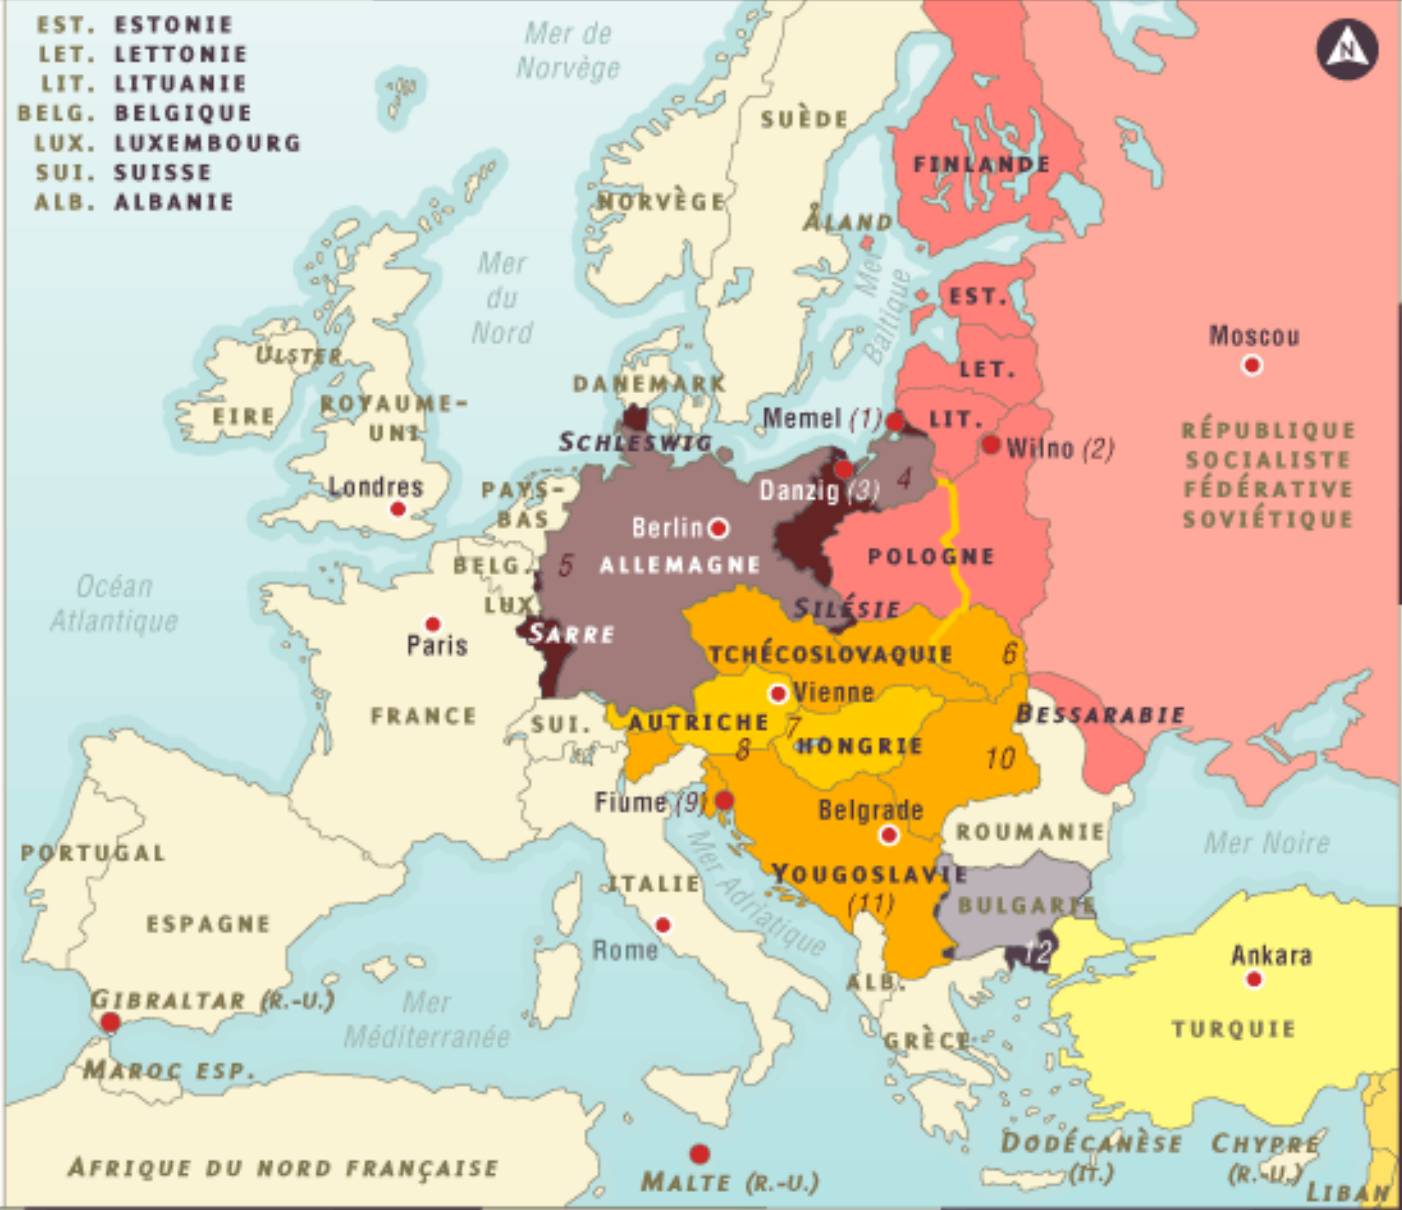 EST. ESTONIE
LET. LETTONIE
LIT. LITUANIE
BELG. BELGIQUE
LUX. LUXEMBOURG
SUI. SUISSE
ALB. ALBANIE
N
Mer de
Norvège
SUÈDE
FINLANDE
NORVÈGE
ÅLAND
Mer
du
Nord
Mer
Baltique
EST.
Moscou
ULSTER
LET.
DANEMARK
EIRE
ROYAUME-
UNI
Memel (1)
LIT.
Wilno (2)
SCHLESWIG
RÉPUBLIQUE
SOCIALISTE
FÉDÉRATIVE
SOVIÉTIQUE
Londres
PAYS-
BAS
Danzig (3)
4
Berlin
ALLEMAGNE
5
BELG.
POLOGNE
Océan
Atlantique
LUX.
SILÉSIE
Paris
SARRE
TCHÉCOSLOVAQUIE
6
Vienne
FRANCE
SUI.
AUTRICHE
7
8
HONGRIE
BESSARABIE
10
Fiume (9)
Belgrade
ROUMANIE
Mer Noire
PORTUGAL
ESPAGNE
ITALIE
Mer Adriatique
YOUGOSLAVIE
(11)
BULGARIE
12
Rome
Ankara
ALB.
GIBRALTAR (R.-U.)
Mer
Méditerranée
TURQUIE
GRÈCE
MAROC ESP.
AFRIQUE DU NORD FRANÇAISE
MALTE (R.-U.)
DODÉCANÈSE
(IT.)
CHYPRE
(R.-U.)
LIBAN